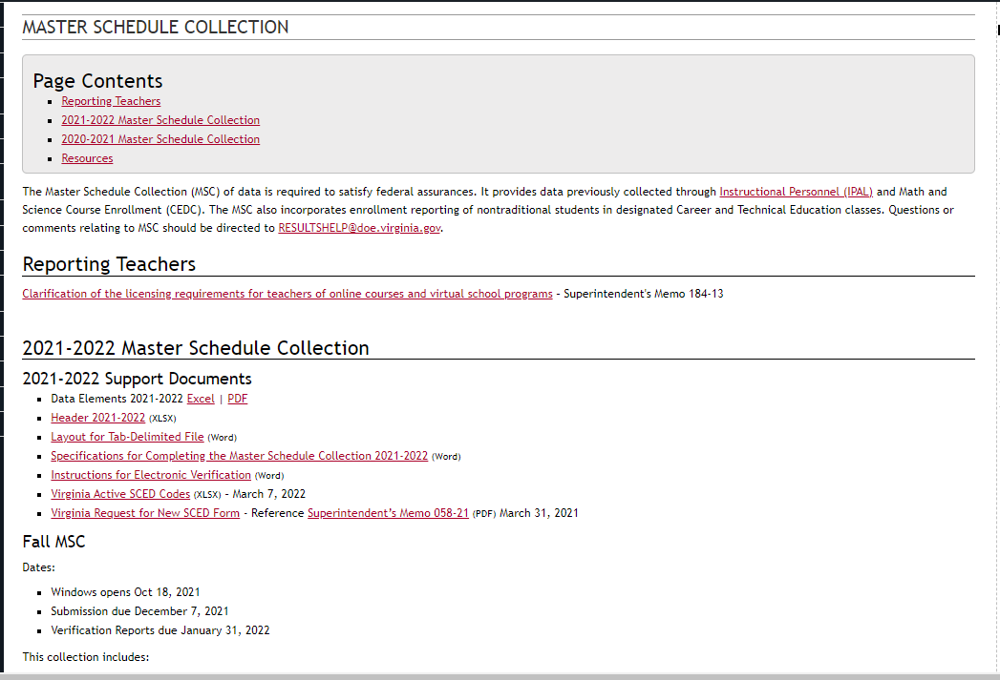 MASTER SCHEDULE COLLECTION
Page Contents
Reporting Teachers
2021-2022 Master Schedule Collection
2020-2021 Master Schedule Collection
Resources
The Master Schedule Collection (MSC) of data is required to satisfy federal assurances. It provides data previously collected through Instructional Personnel (IPAL) and Math and
Science Course Enrollment (CEDC). The MSC also incorporates enrollment reporting of nontraditional students in designated Career and Technical Education classes. Questions or
comments relating to MSC should be directed to RESULTSHELP@doe.virginia.gov.
Reporting Teachers
Clarification of the licensing requirements for teachers of online courses and virtual school programs - Superintendent's Memo 184-13
2021-2022 Master Schedule Collection
2021-2022 Support Documents
Data Elements 2021-2022 Excel | PDF
Header 2021-2022 (XLSX)
Layout for Tab-Delimited File (Word)
Specifications for Completing the Master Schedule Collection 2021-2022 (Word)
Instructions for Electronic Verification (Word)
Virginia Active SCED Codes (XLSX) - March 7, 2022
Virginia Request for New SCED Form - Reference Superintendent's Memo 058-21 (PDF) March 31, 2021
Fall MSC
Dates:
Windows opens Oct 18, 2021
Submission due December 7, 2021
Verification Reports due January 31, 2022
This collection includes: